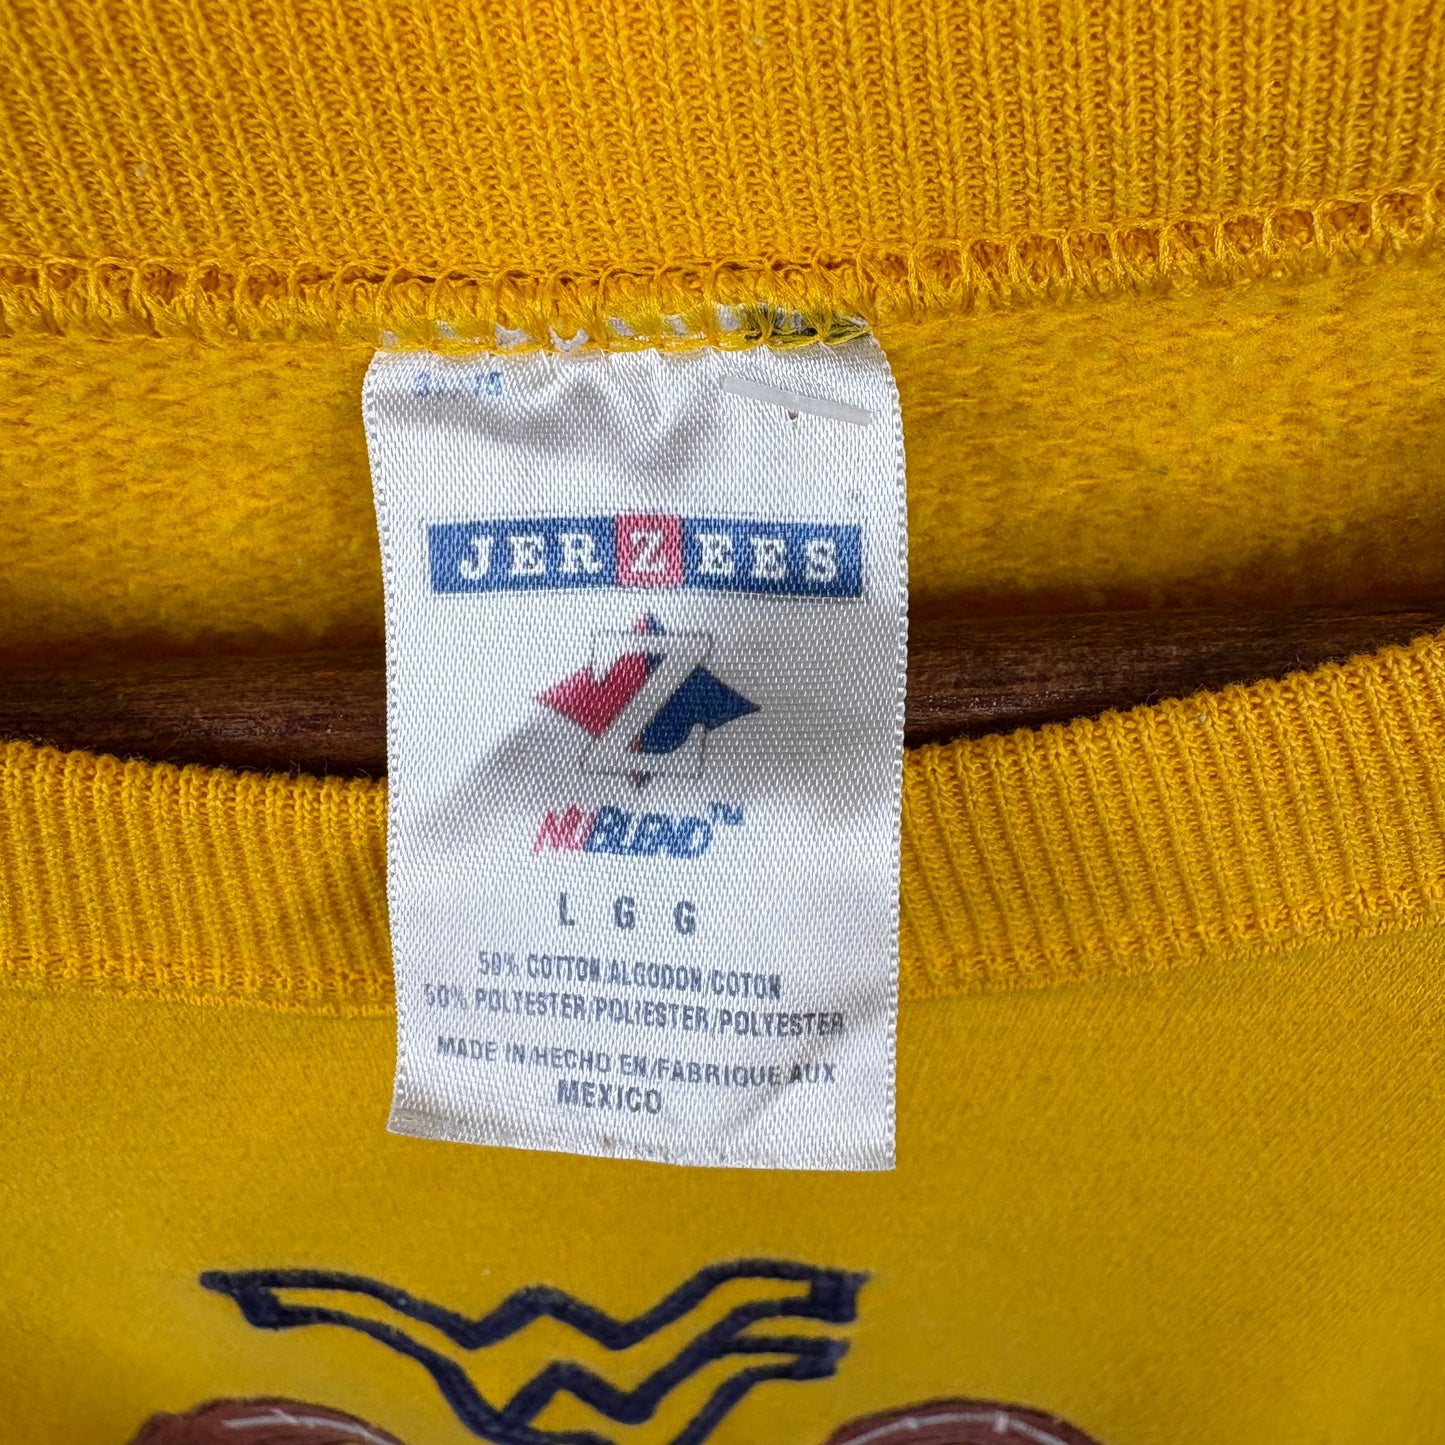 JERZEES
NUBLEND™
L G G
50% COTTON/ALGODON/COTON
50% POLYESTER/POLIESTER/POLYESTER
MADE IN/HECHO EN/FABRIQUE AUX
MEXICO